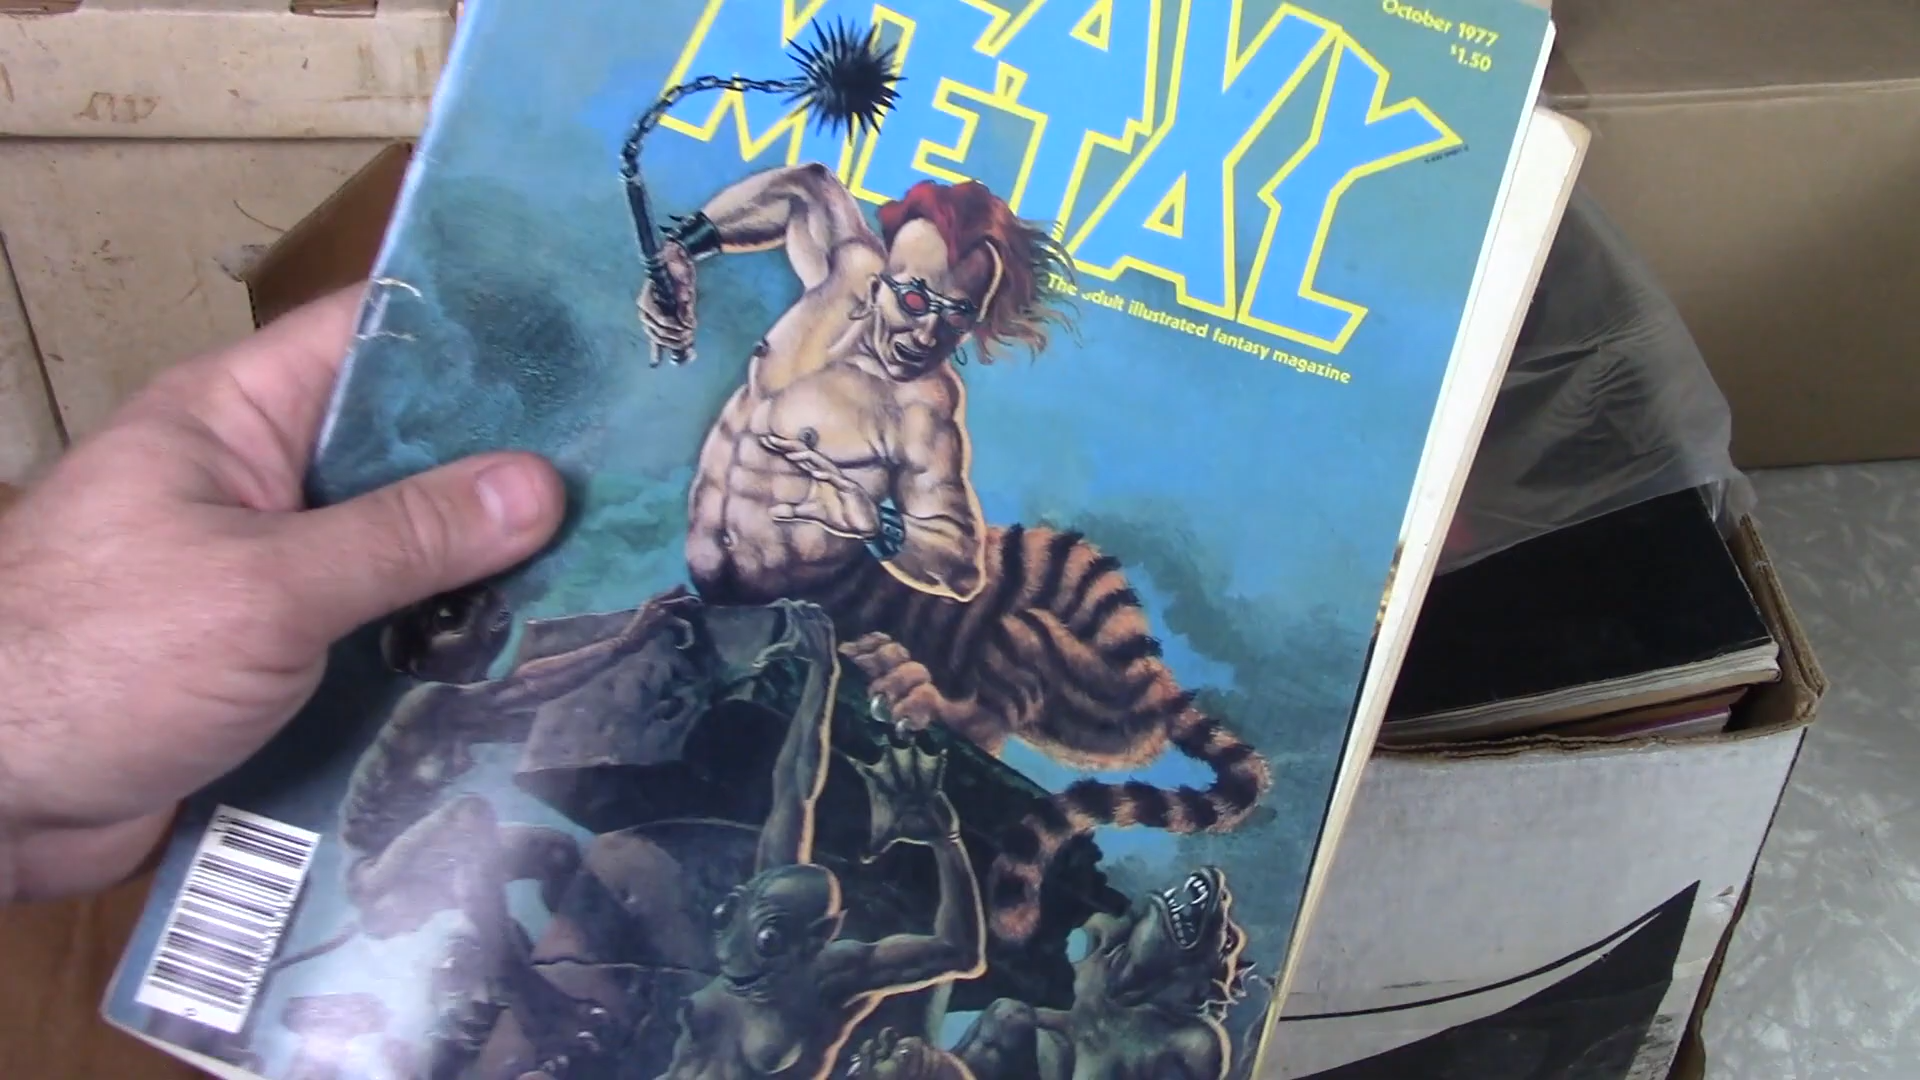 October 1977
$1.50
HEAVY
METAL
The adult illustrated fantasy magazine